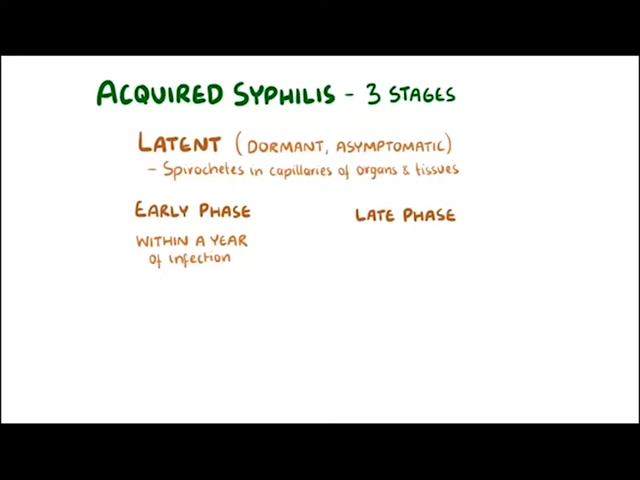 ACQUIRED SYPHILIS - 3 STAGES
LATENT (DORMANT, ASYMPTOMATIC)
- Spirochetes in capillaries of organs & tissues
EARLY PHASE
LATE PHASE
WITHIN A YEAR
of infection